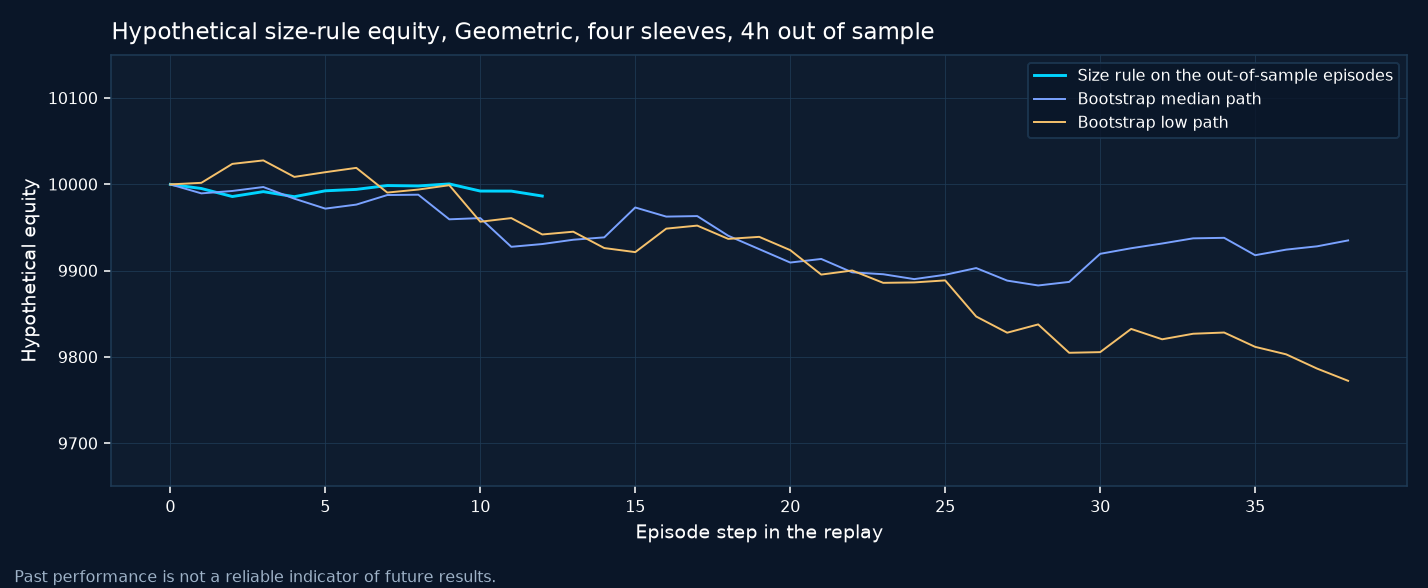 Hypothetical size-rule equity, Geometric, four sleeves, 4h out of sample
Size rule on the out-of-sample episodes
Bootstrap median path
Bootstrap low path
Hypothetical equity
10100
10000
9900
9800
9700
0 5 10 15 20 25 30 35
Episode step in the replay
Past performance is not a reliable indicator of future results.